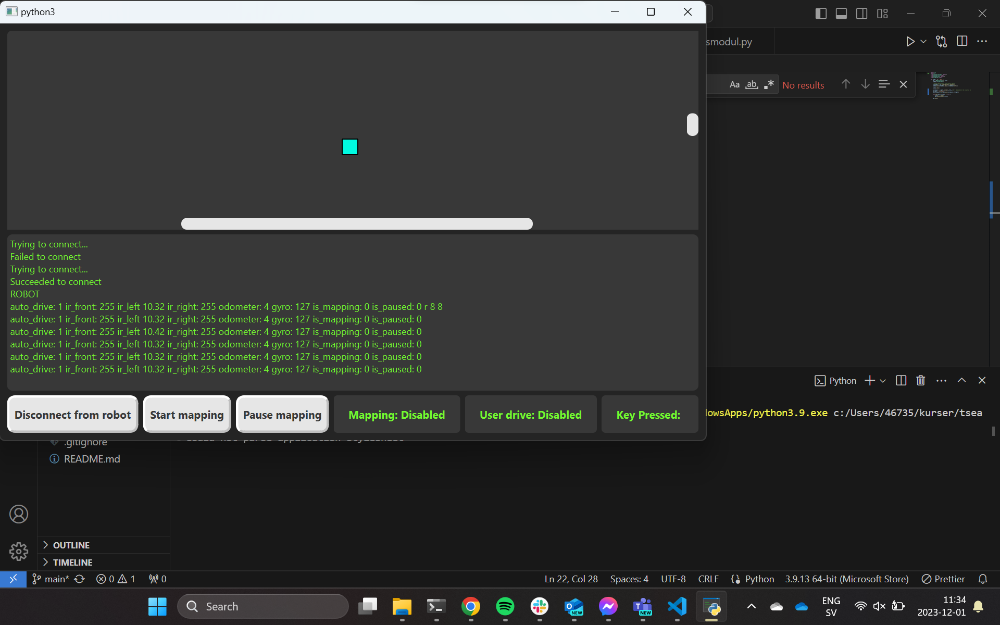 python3
smodul.py
Aa ab No results
Trying to connect...
Failed to connect
Trying to connect...
Succeeded to connect
ROBOT
auto_drive: 1 ir_front: 255 ir_left 10.32 ir_right: 255 odometer: 4 gyro: 127 is_mapping: 0 is_paused: 0 r 8 8
auto_drive: 1 ir_front: 255 ir_left 10.32 ir_right: 255 odometer: 4 gyro: 127 is_mapping: 0 is_paused: 0
auto_drive: 1 ir_front: 255 ir_left 10.42 ir_right: 255 odometer: 4 gyro: 127 is_mapping: 0 is_paused: 0
auto_drive: 1 ir_front: 255 ir_left 10.32 ir_right: 255 odometer: 4 gyro: 127 is_mapping: 0 is_paused: 0
auto_drive: 1 ir_front: 255 ir_left 10.32 ir_right: 255 odometer: 4 gyro: 127 is_mapping: 0 is_paused: 0
auto_drive: 1 ir_front: 255 ir_left 10.32 ir_right: 255 odometer: 4 gyro: 127 is_mapping: 0 is_paused: 0
Python
Disconnect from robot Start mapping Pause mapping Mapping: Disabled User drive: Disabled Key Pressed:
lowsApps/python3.9.exe c:/Users/46735/kurser/tsea
.gitignore
README.md
OUTLINE
TIMELINE
main* 0 1 0 Ln 22, Col 28 Spaces: 4 UTF-8 CRLF Python 3.9.13 64-bit (Microsoft Store) Prettier
Search
NEW
NEW
ENG
SV
11:34
2023-12-01